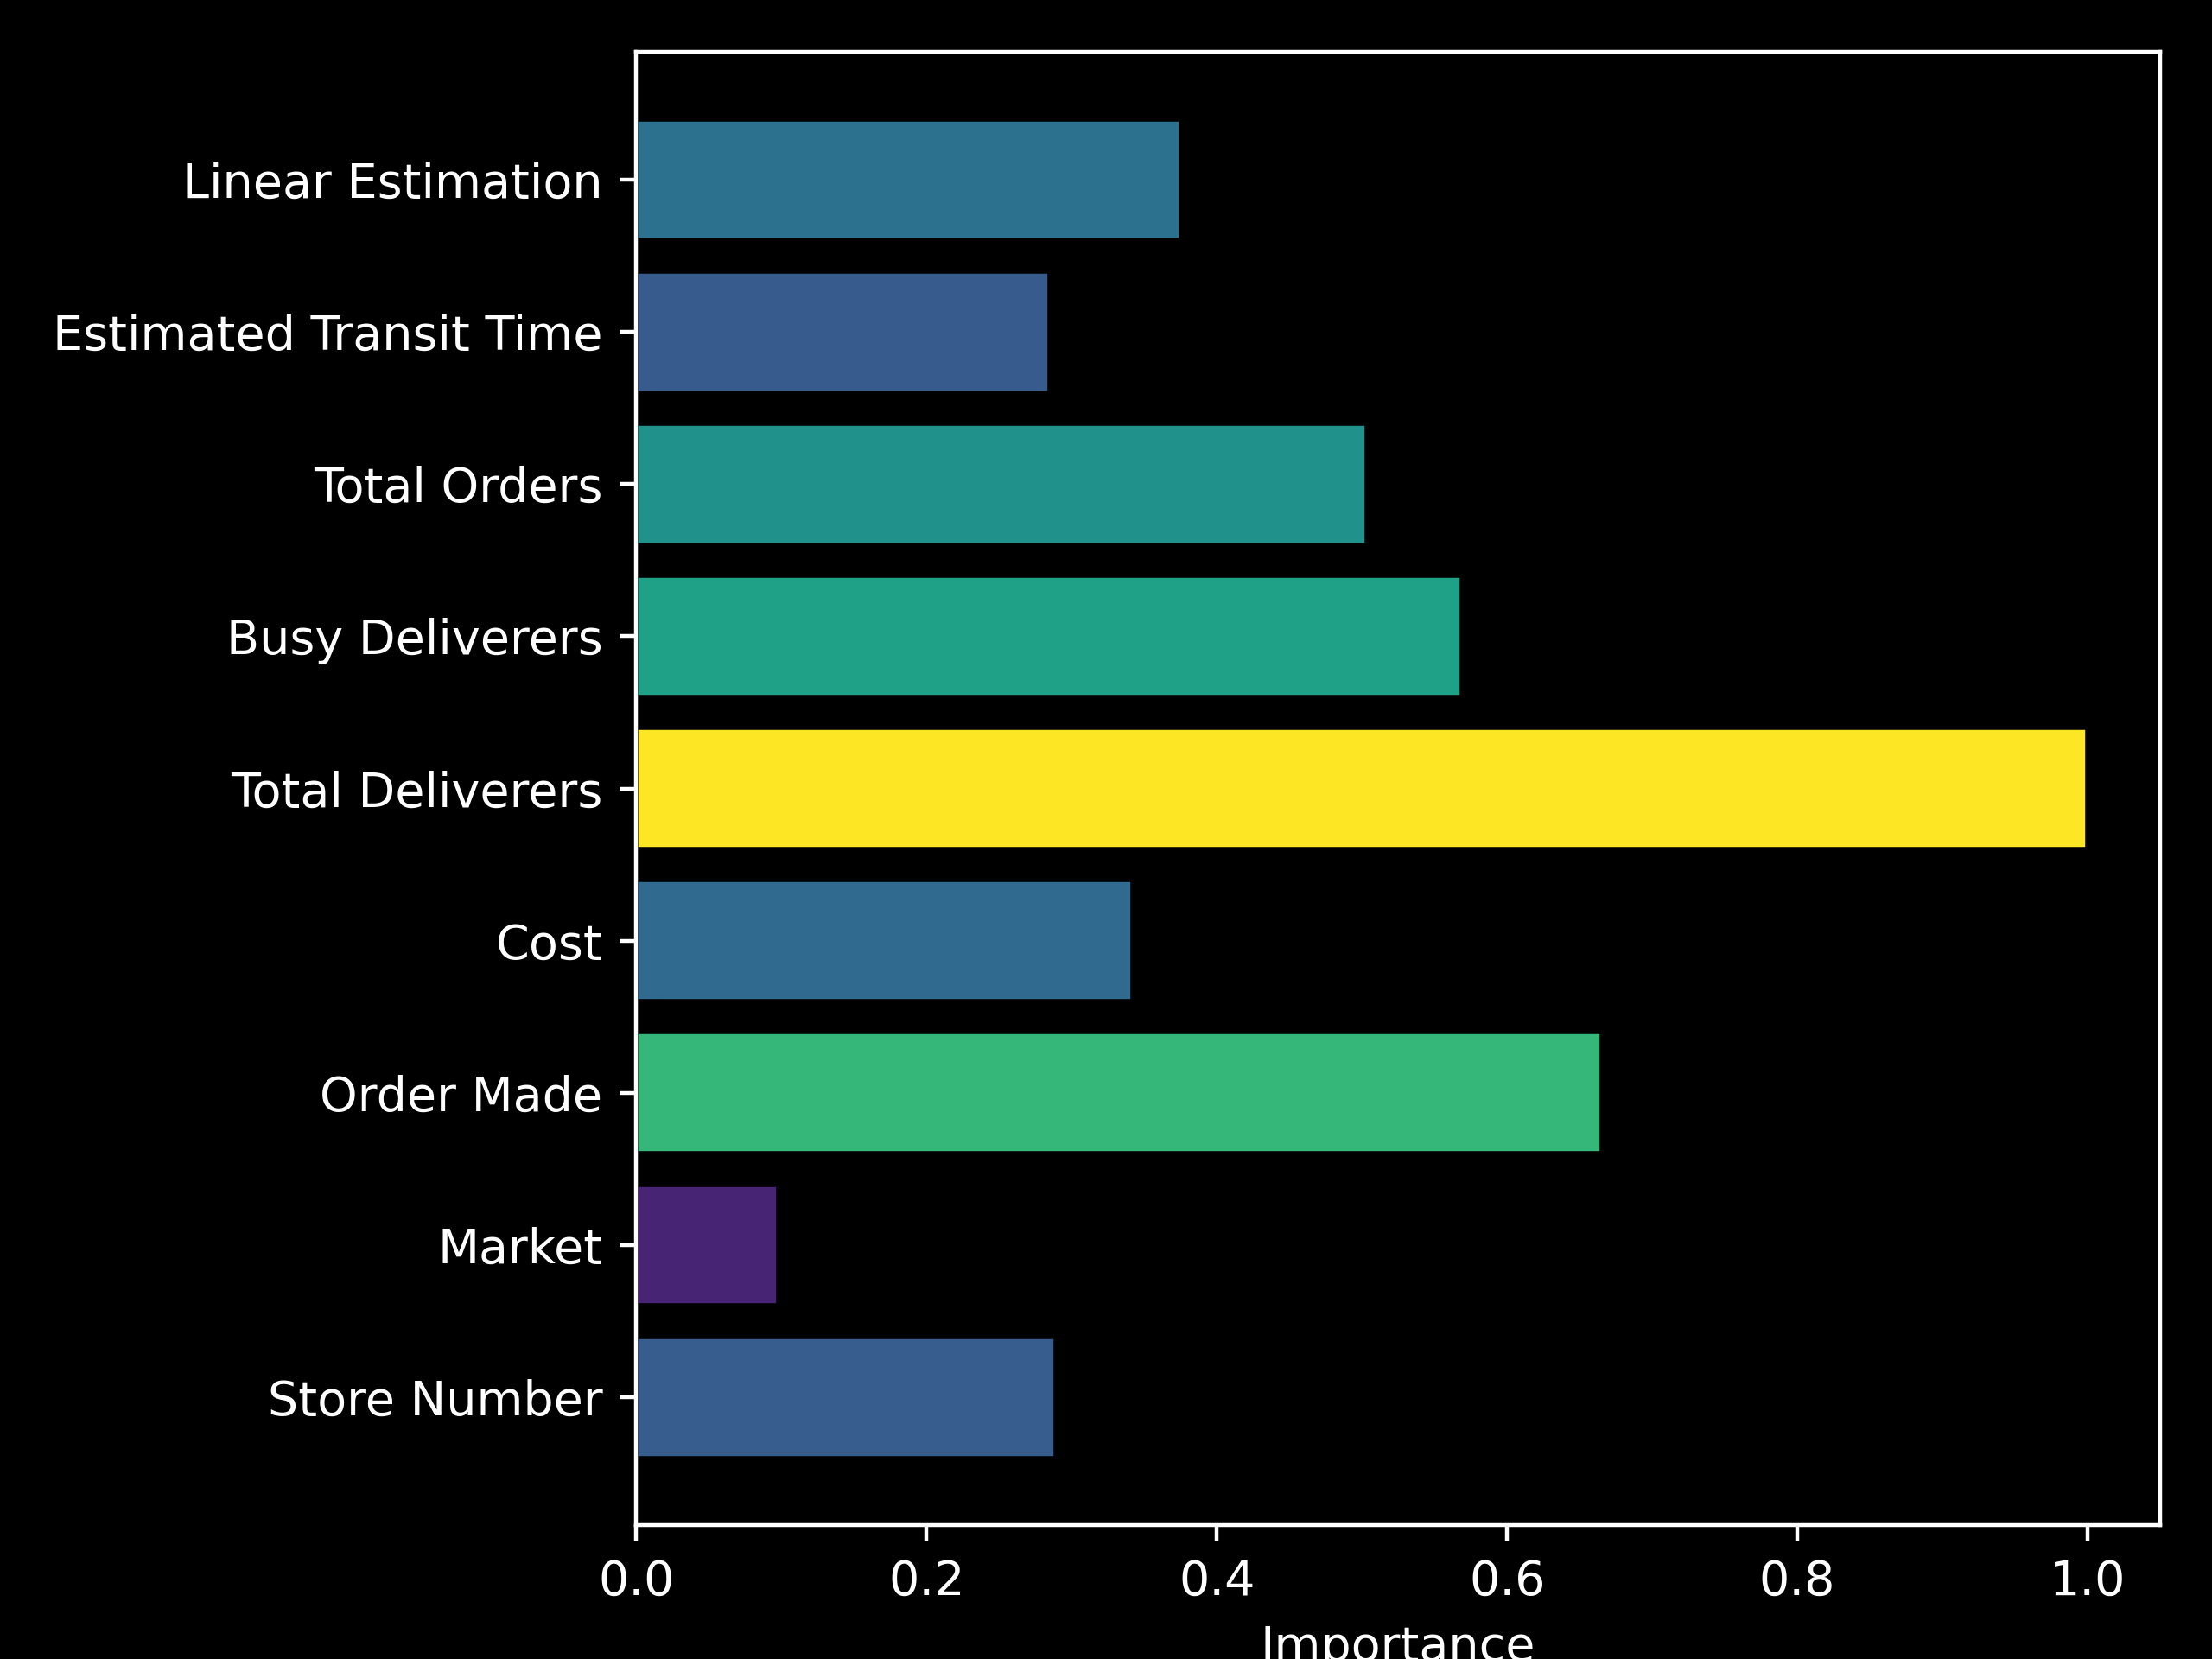 Linear Estimation
Estimated Transit Time
Total Orders
Busy Deliverers
Total Deliverers
Cost
Order Made
Market
Store Number
0.0 0.2 0.4 0.6 0.8 1.0
Importance